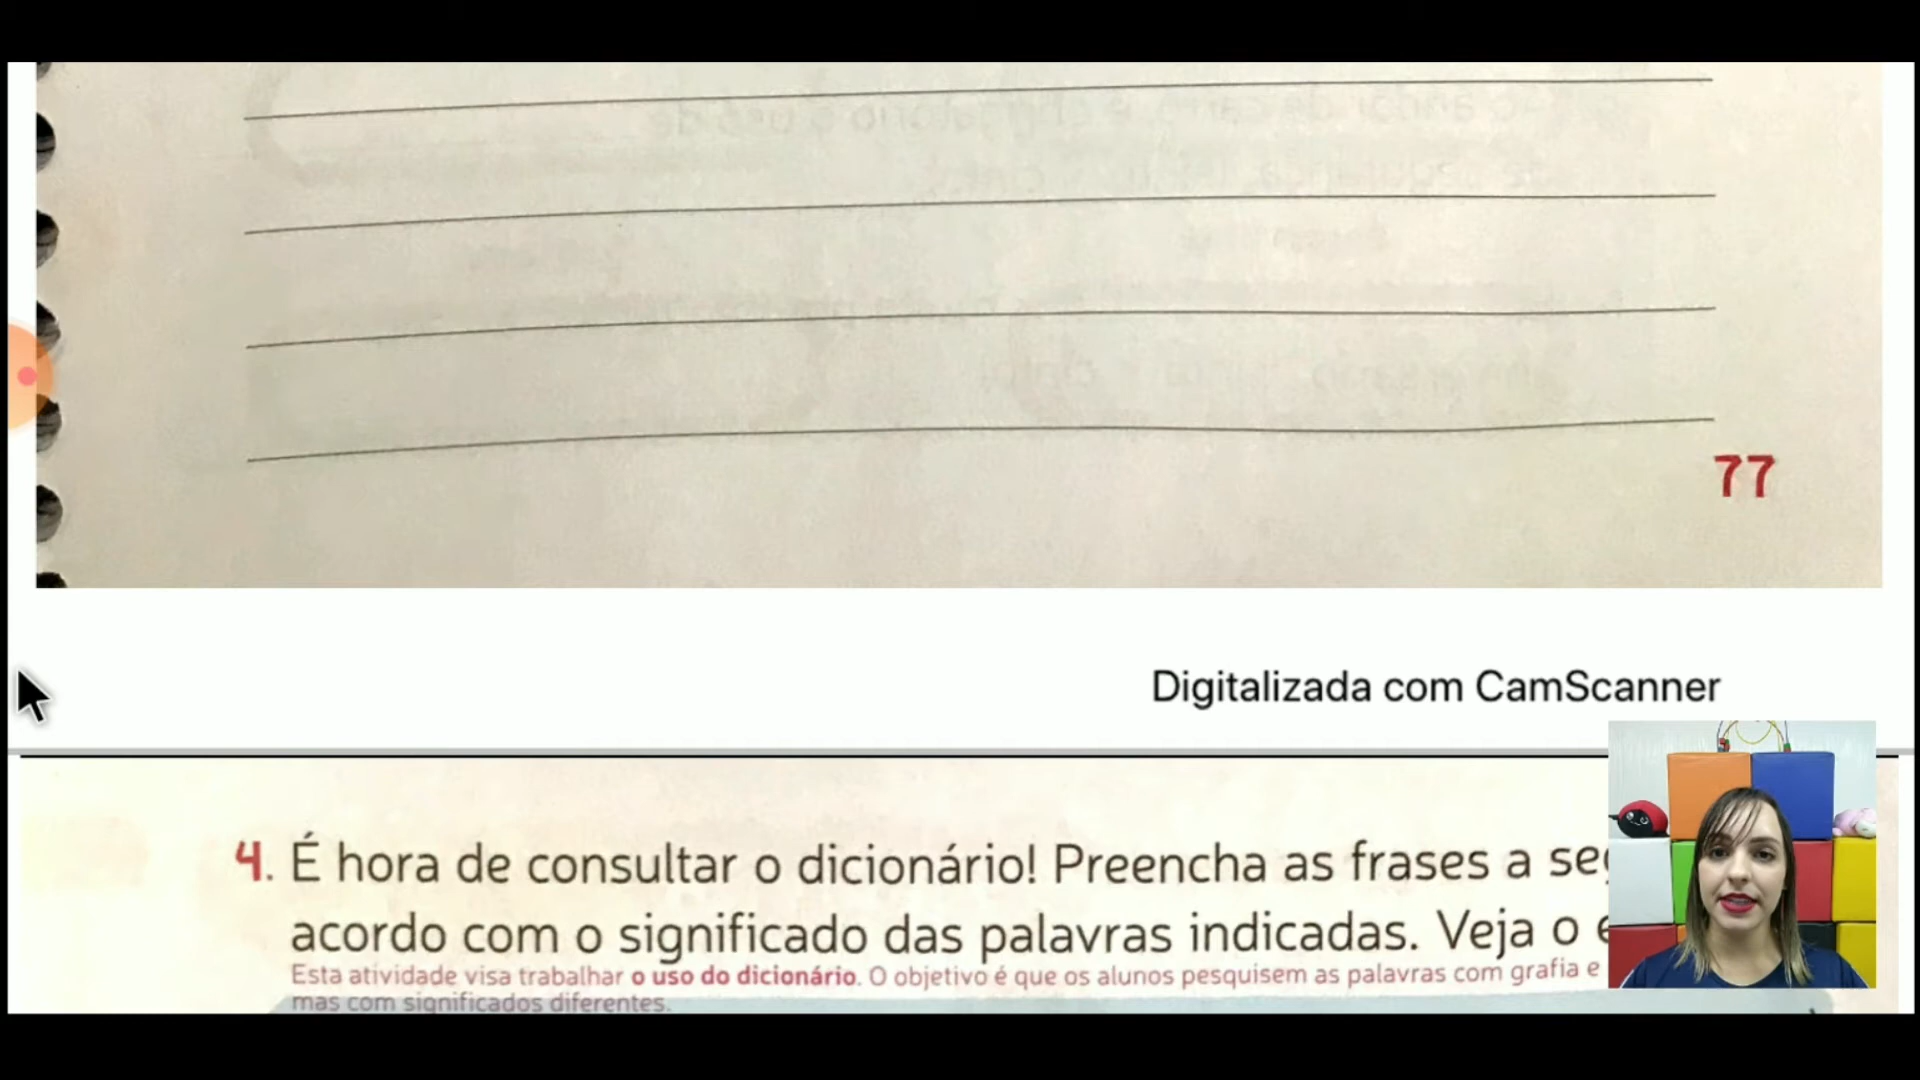 77
Digitalizada com CamScanner
4. É hora de consultar o dicionário! Preencha as frases a
acordo com o significado das palavras indicadas. Veja o
Esta atividade visa trabalhar o uso do dicionário. O objetivo é que os alunos pesquisem as palavras com grafia e
mas com significados diferentes.